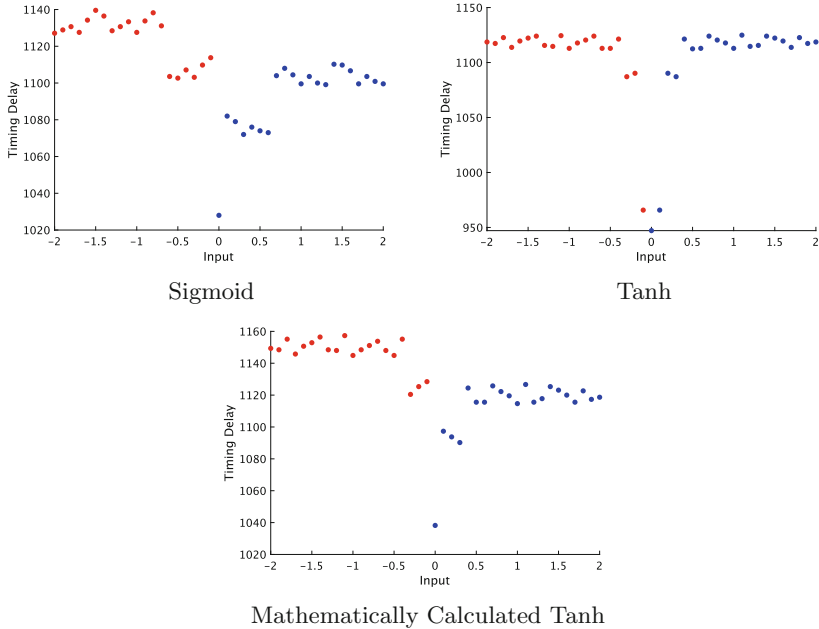 1140
1120
1100
1080
1060
1040
1020
Timing Delay
−2 −1.5 −1 −0.5 0 0.5 1 1.5 2
Input
Sigmoid
1150
1100
1050
1000
950
Timing Delay
−2 −1.5 −1 −0.5 0 0.5 1 1.5 2
Input
Tanh
1160
1140
1120
1100
1080
1060
1040
1020
Timing Delay
−2 −1.5 −1 −0.5 0 0.5 1 1.5 2
Input
Mathematically Calculated Tanh